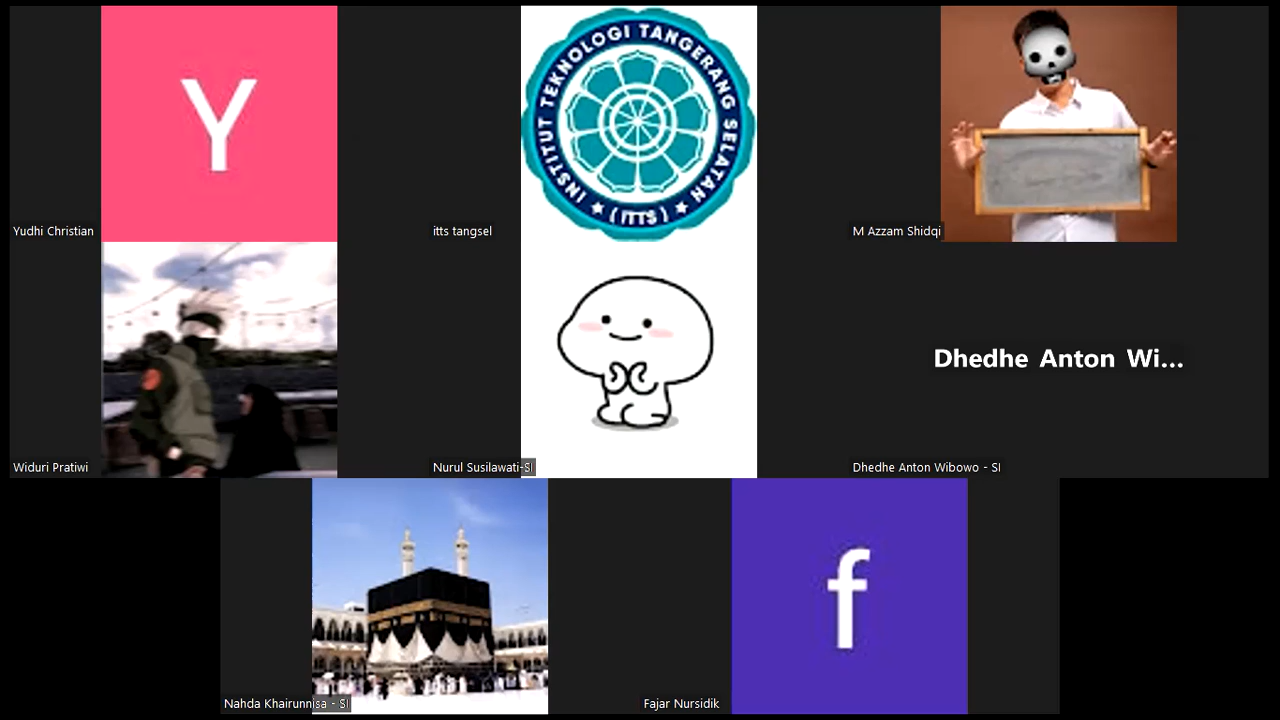 Y
Yudhi Christian
INSTITUT TEKNOLOGI TANGERANG SELATAN
★ (ITTS) ★
itts tangsel
M Azzam Shidqi
Widuri Pratiwi
Nurul Susilawati-SI
Dhedhe Anton Wi...
Dhedhe Anton Wibowo - SI
Nahda Khairunnisa - SI
f
Fajar Nursidik